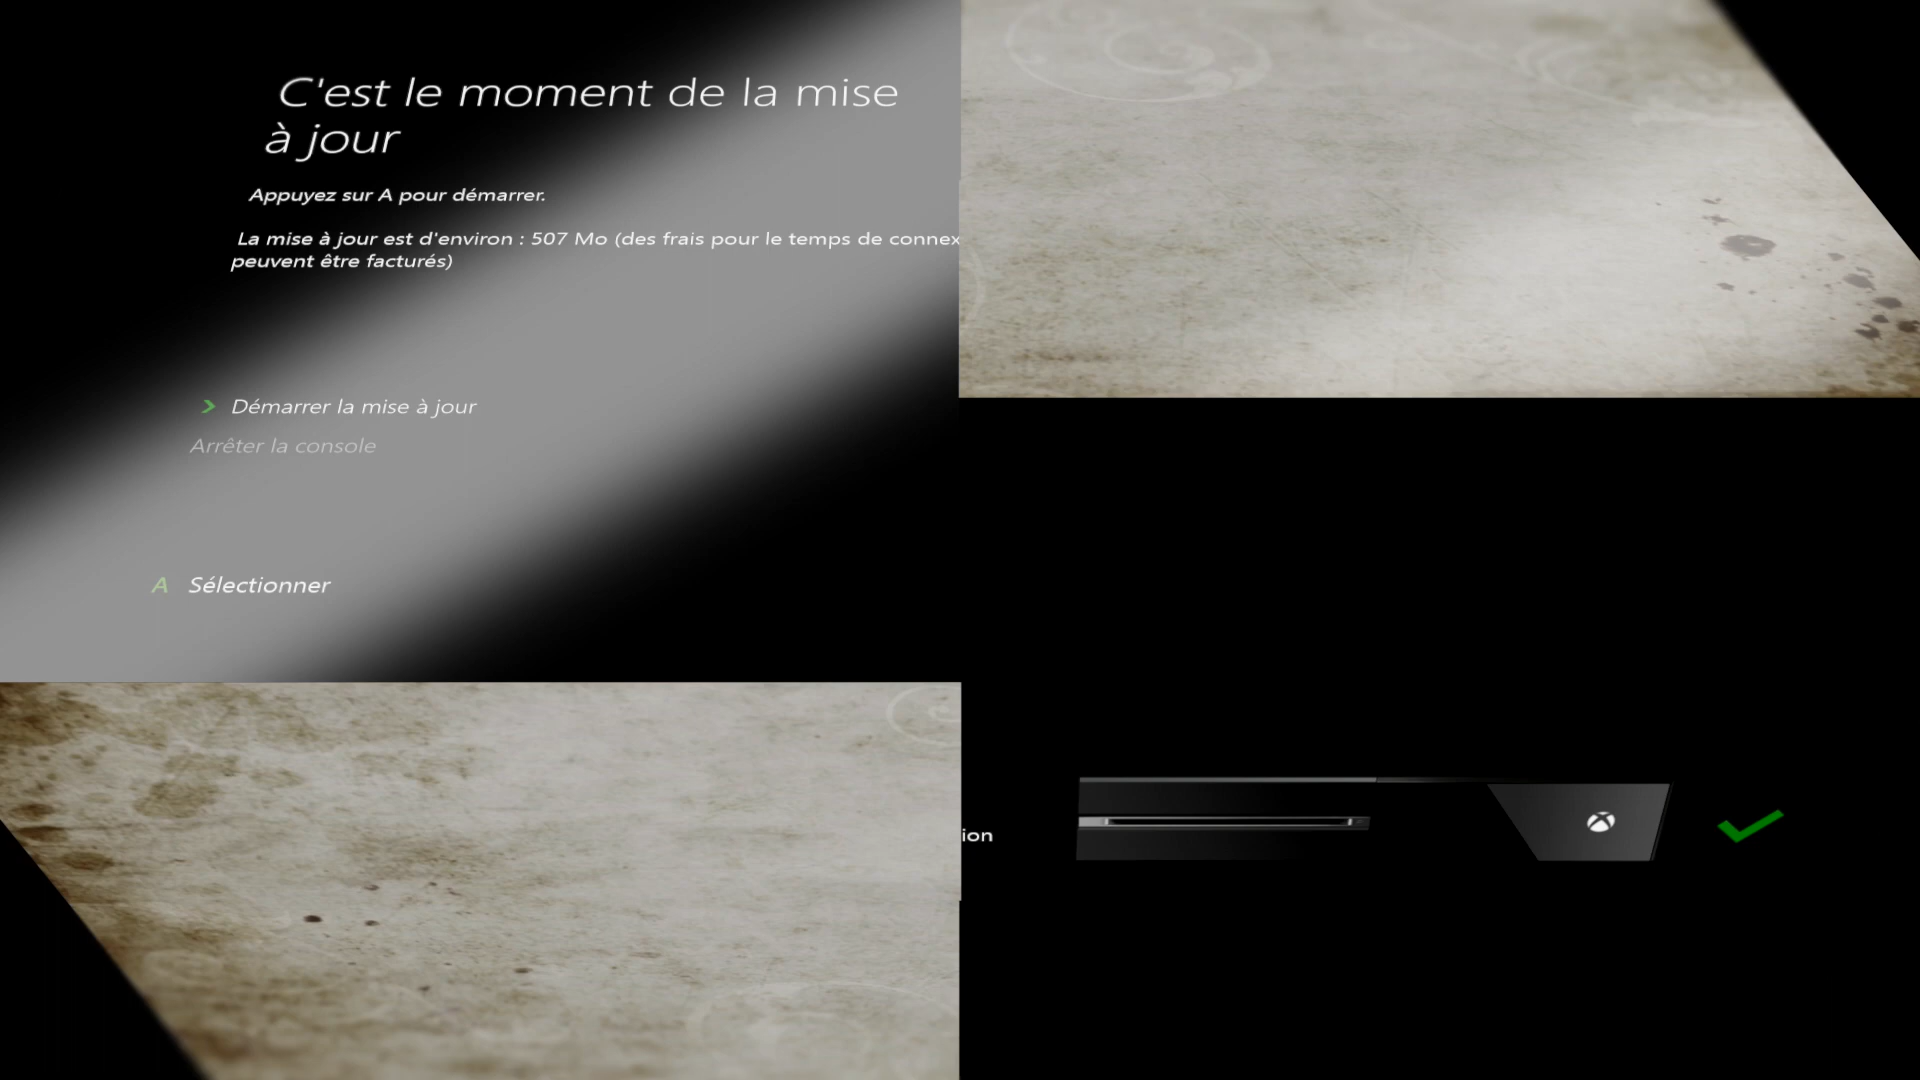 C'est le moment de la mise
à jour
Appuyez sur A pour démarrer.
La mise à jour est d'environ : 507 Mo (des frais pour le temps de connex
peuvent être facturés)
Démarrer la mise à jour
Arrêter la console
A Sélectionner
ion